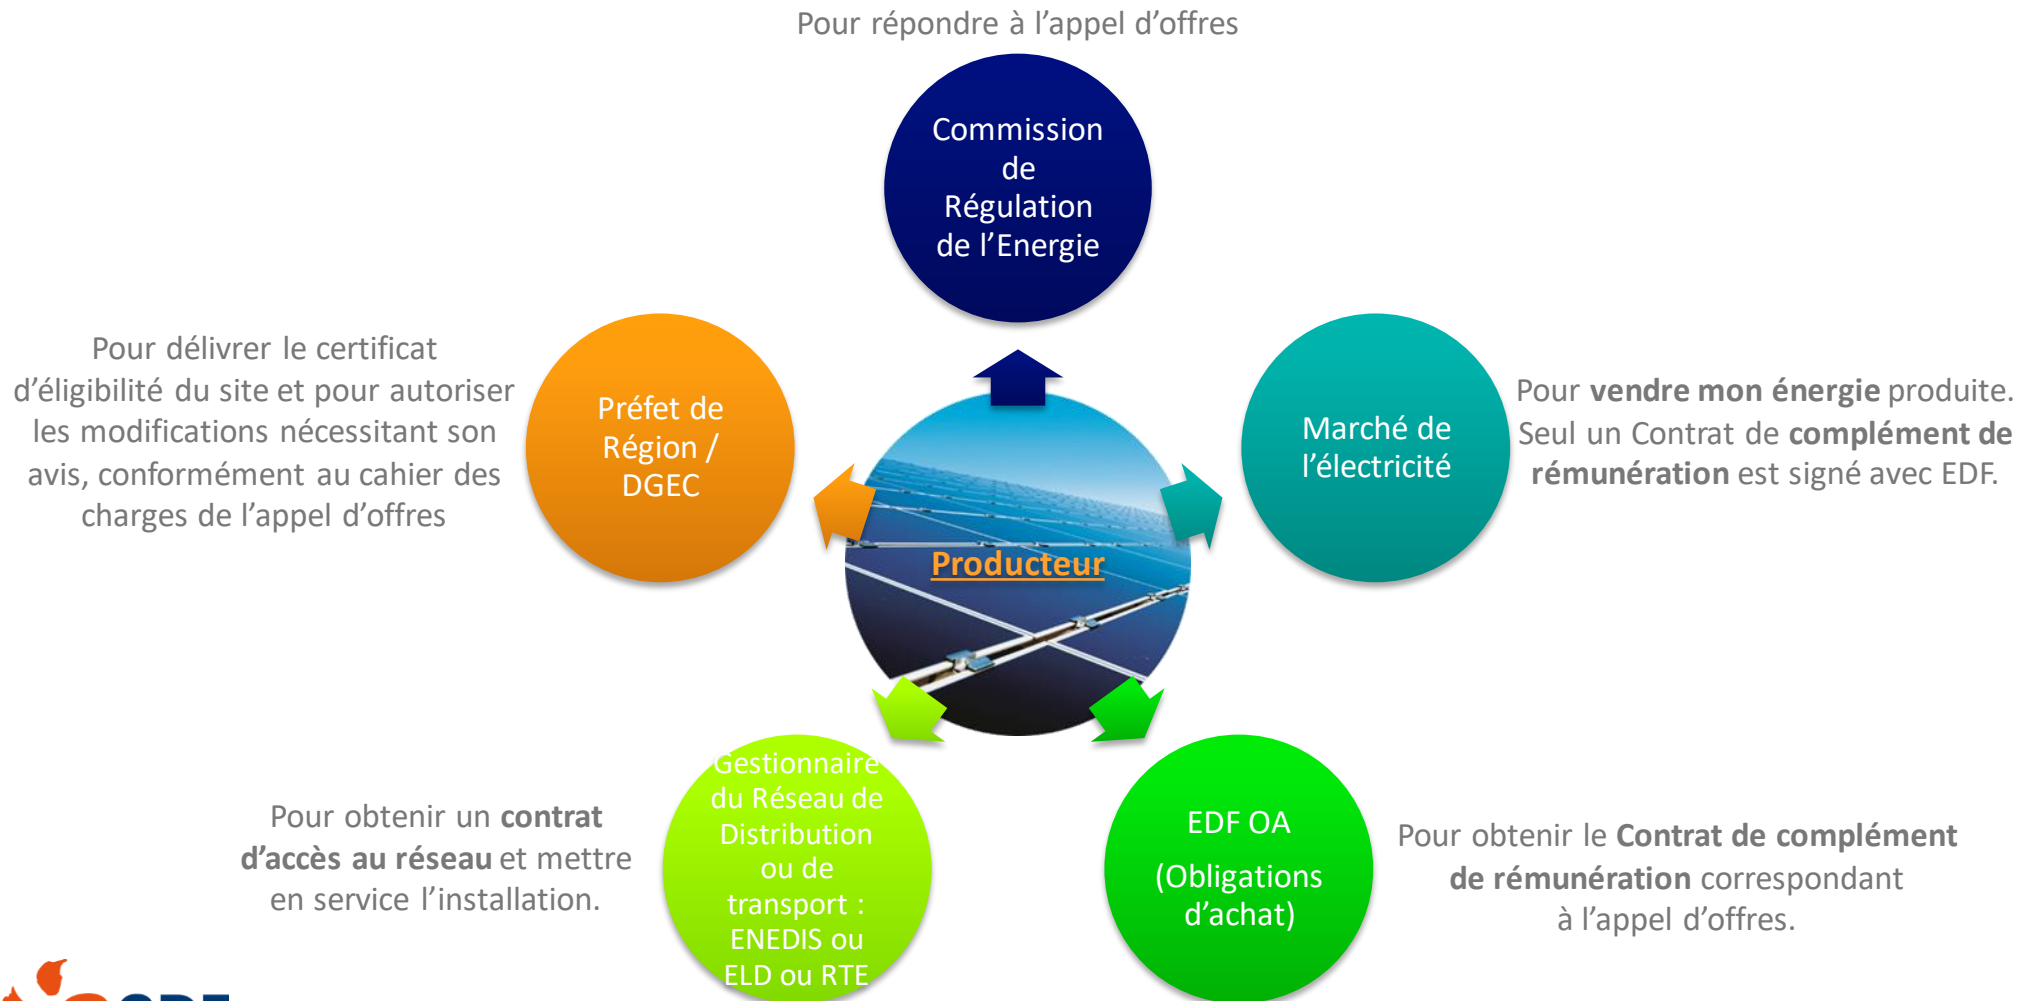 Pour répondre à l’appel d’offres
Commission
de
Régulation
de l’Energie
Pour délivrer le certificat
d’éligibilité du site et pour autoriser
les modifications nécessitant son
avis, conformément au cahier des
charges de l’appel d’offres
Préfet de
Région /
DGEC
Marché de
l’électricité
Pour vendre mon énergie produite.
Seul un Contrat de complément de
rémunération est signé avec EDF.
Producteur
Pour obtenir un contrat
d’accès au réseau et mettre
en service l’installation.
Gestionnaire
du Réseau de
Distribution
ou de
transport :
ENEDIS ou
ELD ou RTE
EDF OA
(Obligations
d’achat)
Pour obtenir le Contrat de complément
de rémunération correspondant
à l’appel d’offres.